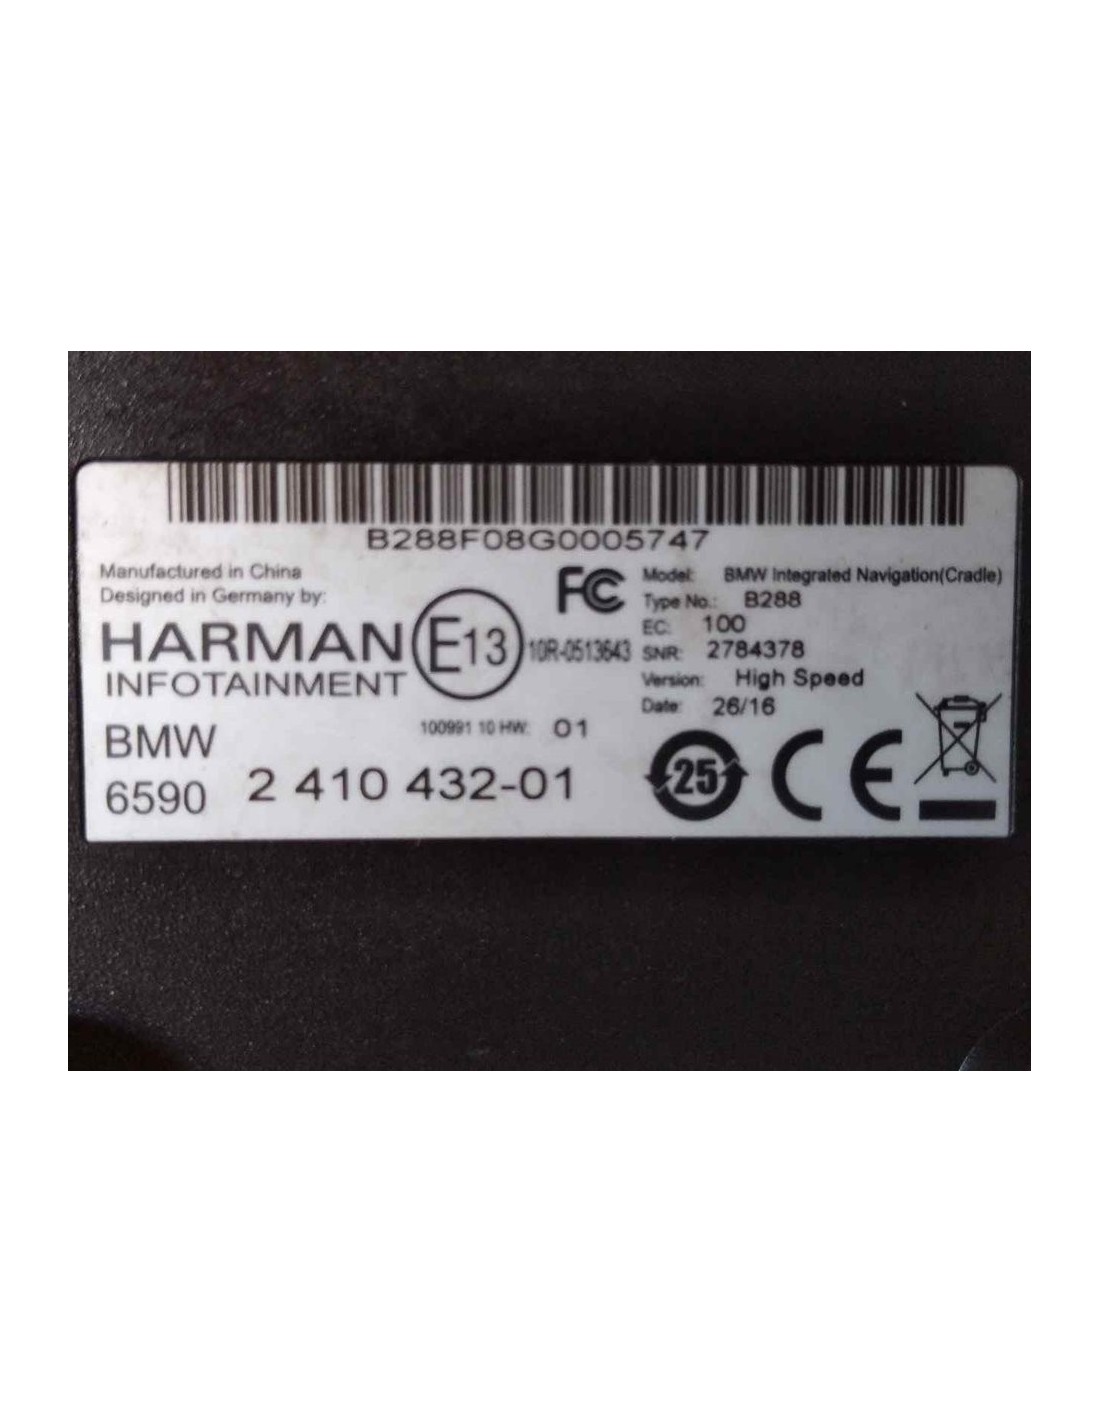 B288F08G0005747
Manufactured in China
Designed in Germany by:
HARMAN
INFOTAINMENT
E13
10R-0513643
FC
Model: BMW Integrated Navigation(Cradle)
Type No.: B288
EC: 100
SNR: 2784378
Version: High Speed
Date: 26/16
100991 10 HW: 01
BMW
6590 2 410 432-01
25
CE